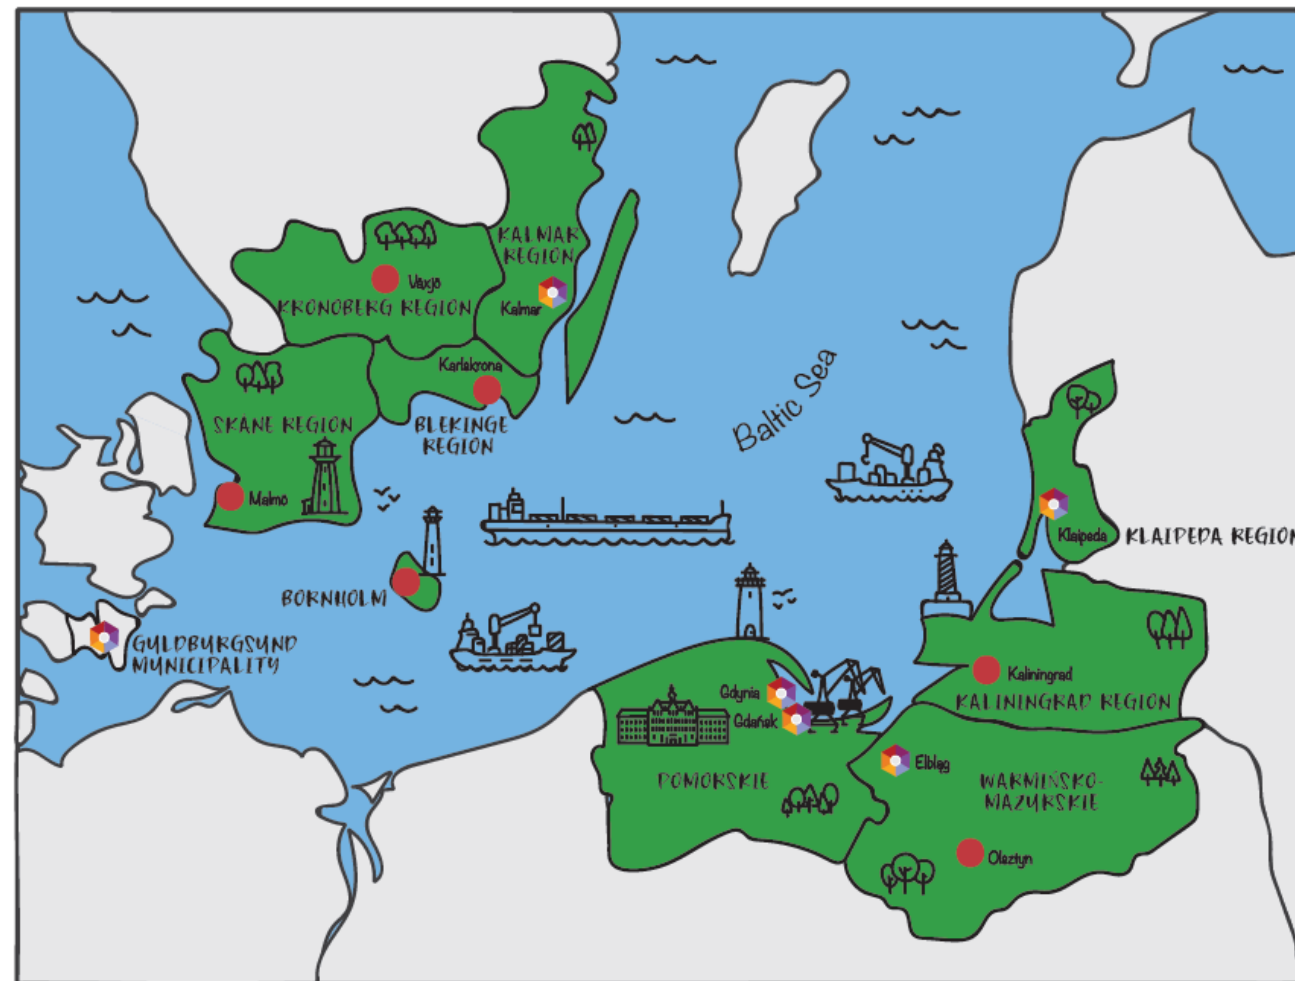 KALMAR
REGION
Växjö
KRONOBERG REGION
Kalmar
Karlskrona
SKANE REGION
BLEKINGE
REGION
Baltic Sea
Malmö
Klaipeda
KLAIPEDA REGION
BORNHOLM
GULDBURGSUND
MUNICIPALITY
Gdynia
Gdańsk
Kaliningrad
KALININGRAD REGION
Elbląg
POMORSKIE
WARMIŃSKO-
MAZURSKIE
Olsztyn